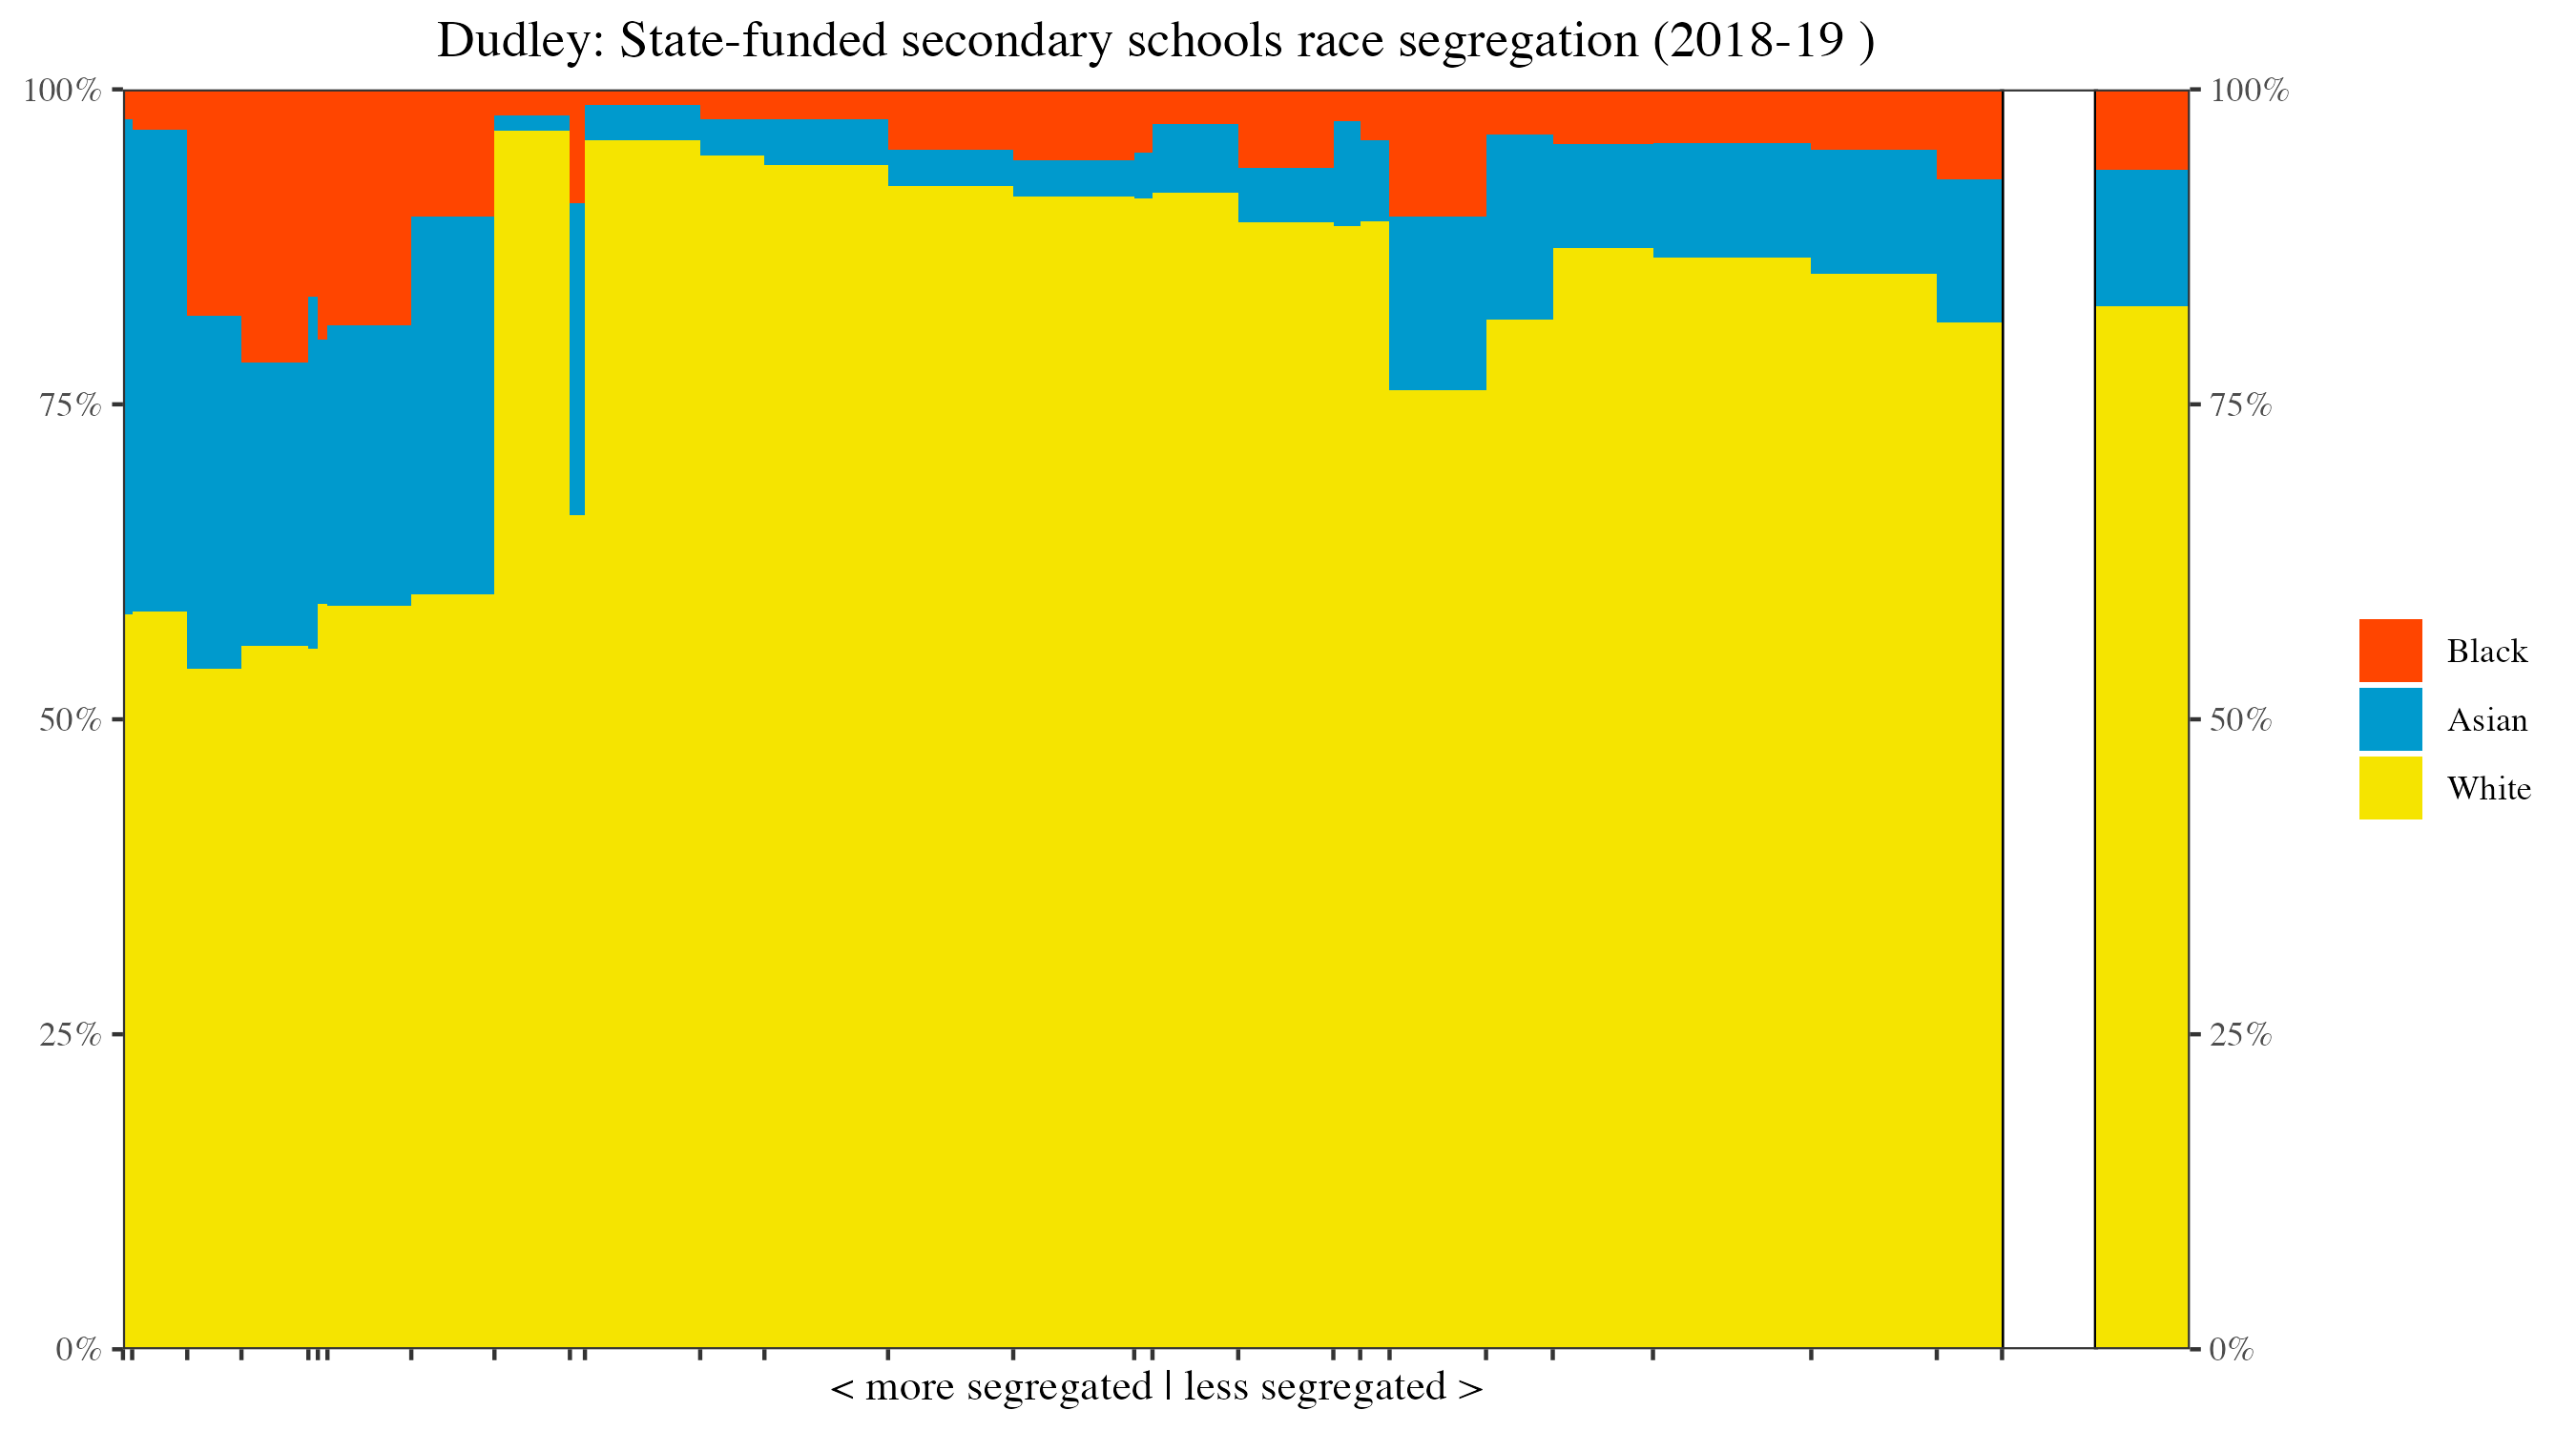 Dudley: State-funded secondary schools race segregation (2018-19 )
100%
75%
50%
25%
0%
100%
75%
50%
25%
0%
Black
Asian
White
< more segregated | less segregated >